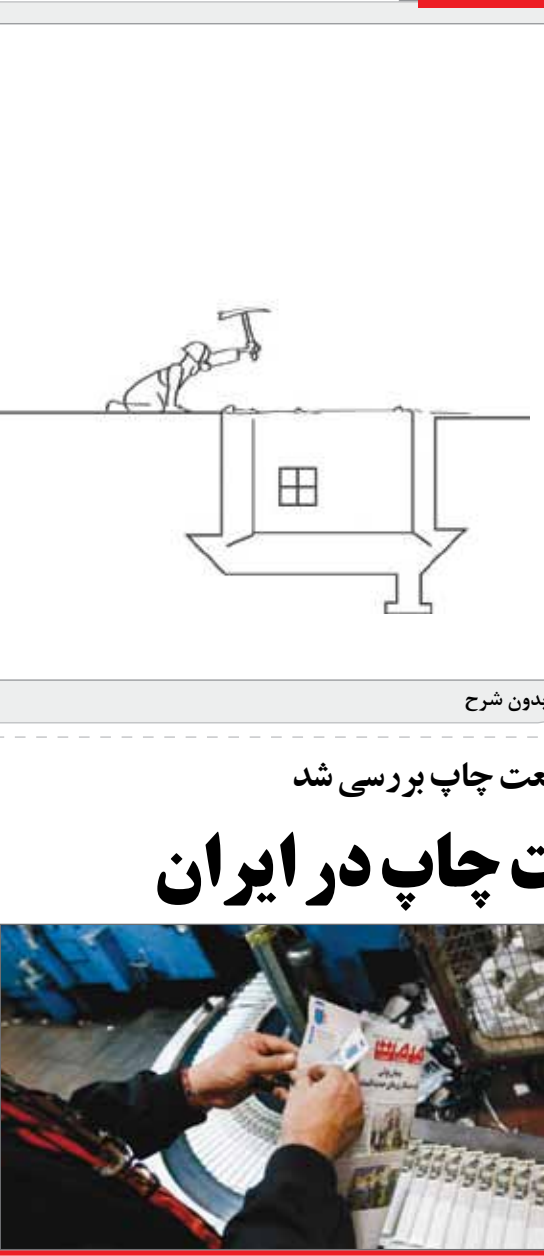 بدون شرح
عت چاپ بررسی شد
ت چاپ در ایران